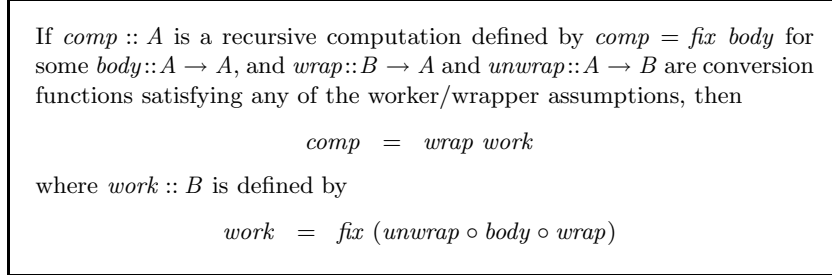 If comp :: A is a recursive computation defined by comp = fix body for
some body::A → A, and wrap::B → A and unwrap::A → B are conversion
functions satisfying any of the worker/wrapper assumptions, then
comp = wrap work
where work :: B is defined by
work = fix (unwrap ∘ body ∘ wrap)